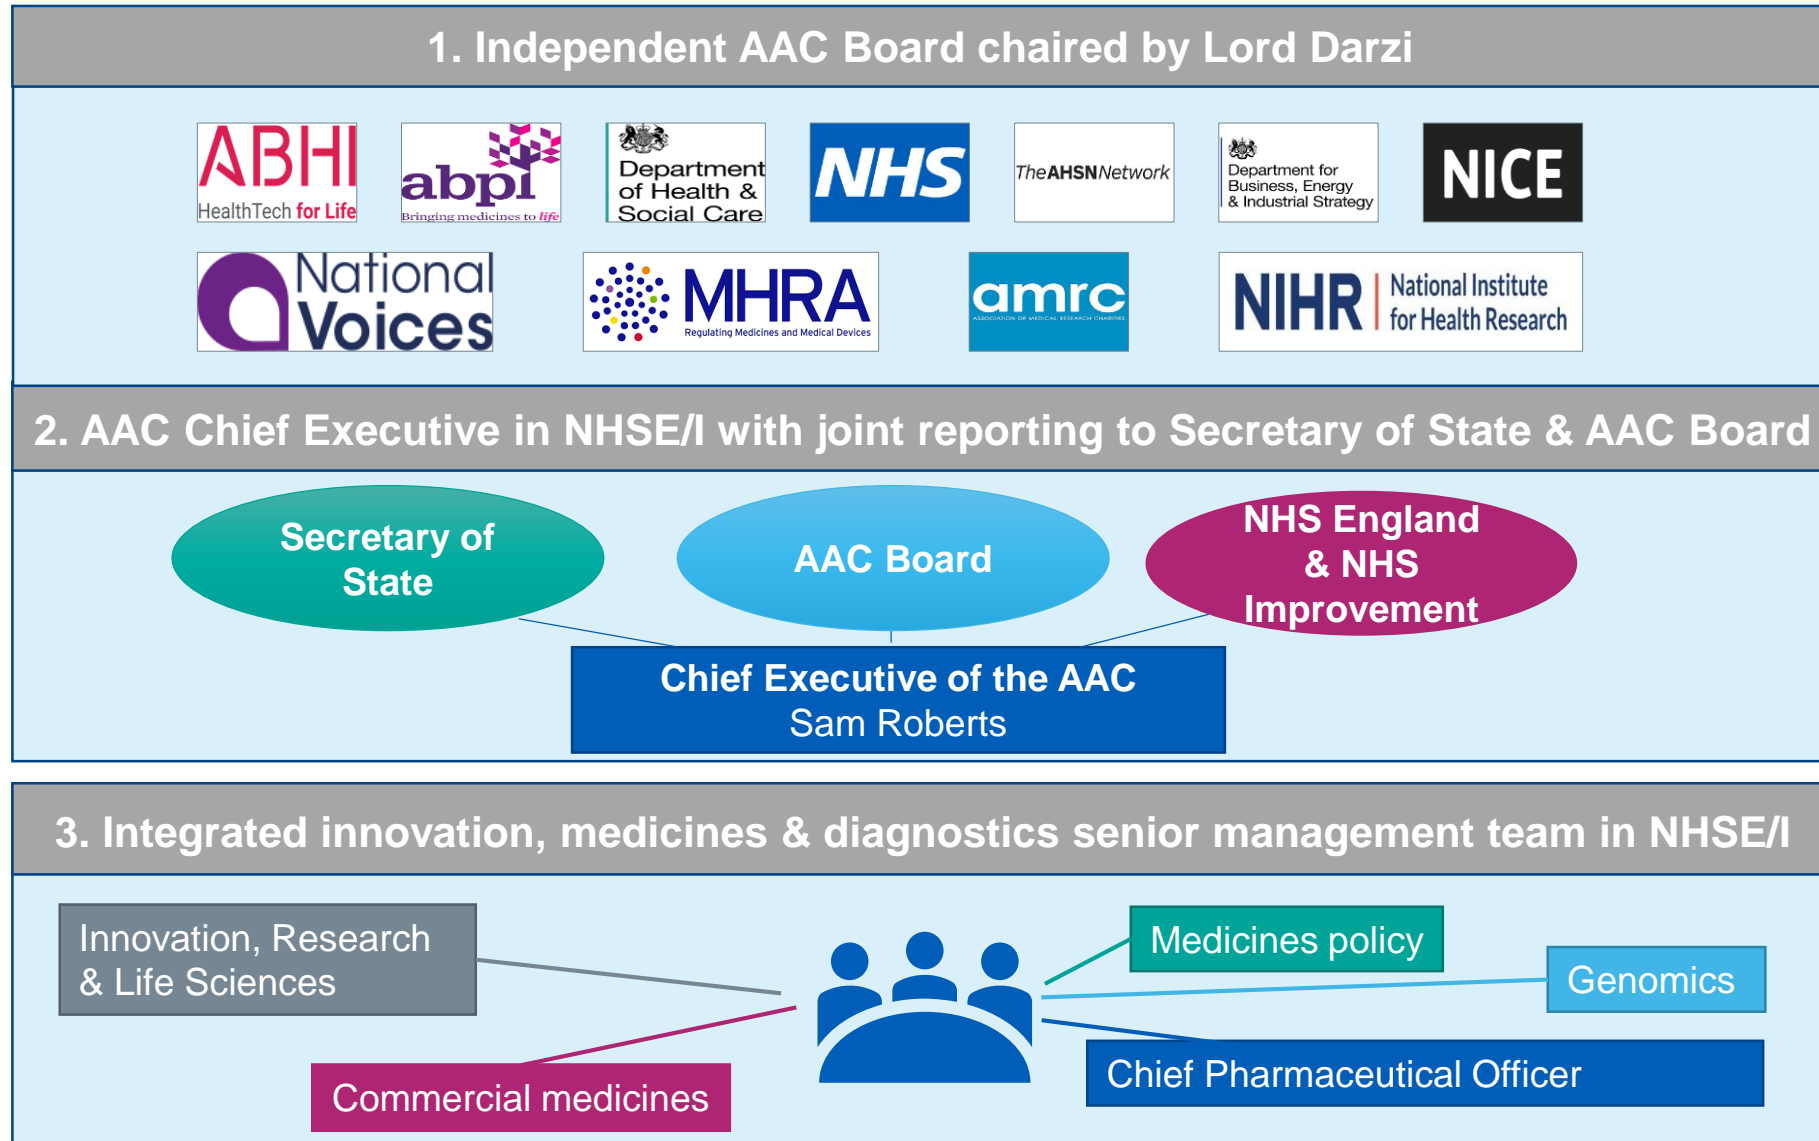 1. Independent AAC Board chaired by Lord Darzi
ABHI
HealthTech for Life
abpi
Bringing medicines to life
Department
of Health &
Social Care
NHS
TheAHSNNetwork
Department for
Business, Energy
& Industrial Strategy
NICE
National
Voices
MHRA
Regulating Medicines and Medical Devices
amrc
ASSOCIATION OF MEDICAL RESEARCH CHARITIES
NIHR | National Institute
for Health Research
2. AAC Chief Executive in NHSE/I with joint reporting to Secretary of State & AAC Board
Secretary of
State
AAC Board
NHS England
& NHS
Improvement
Chief Executive of the AAC
Sam Roberts
3. Integrated innovation, medicines & diagnostics senior management team in NHSE/I
Innovation, Research
& Life Sciences
Medicines policy
Genomics
Commercial medicines
Chief Pharmaceutical Officer